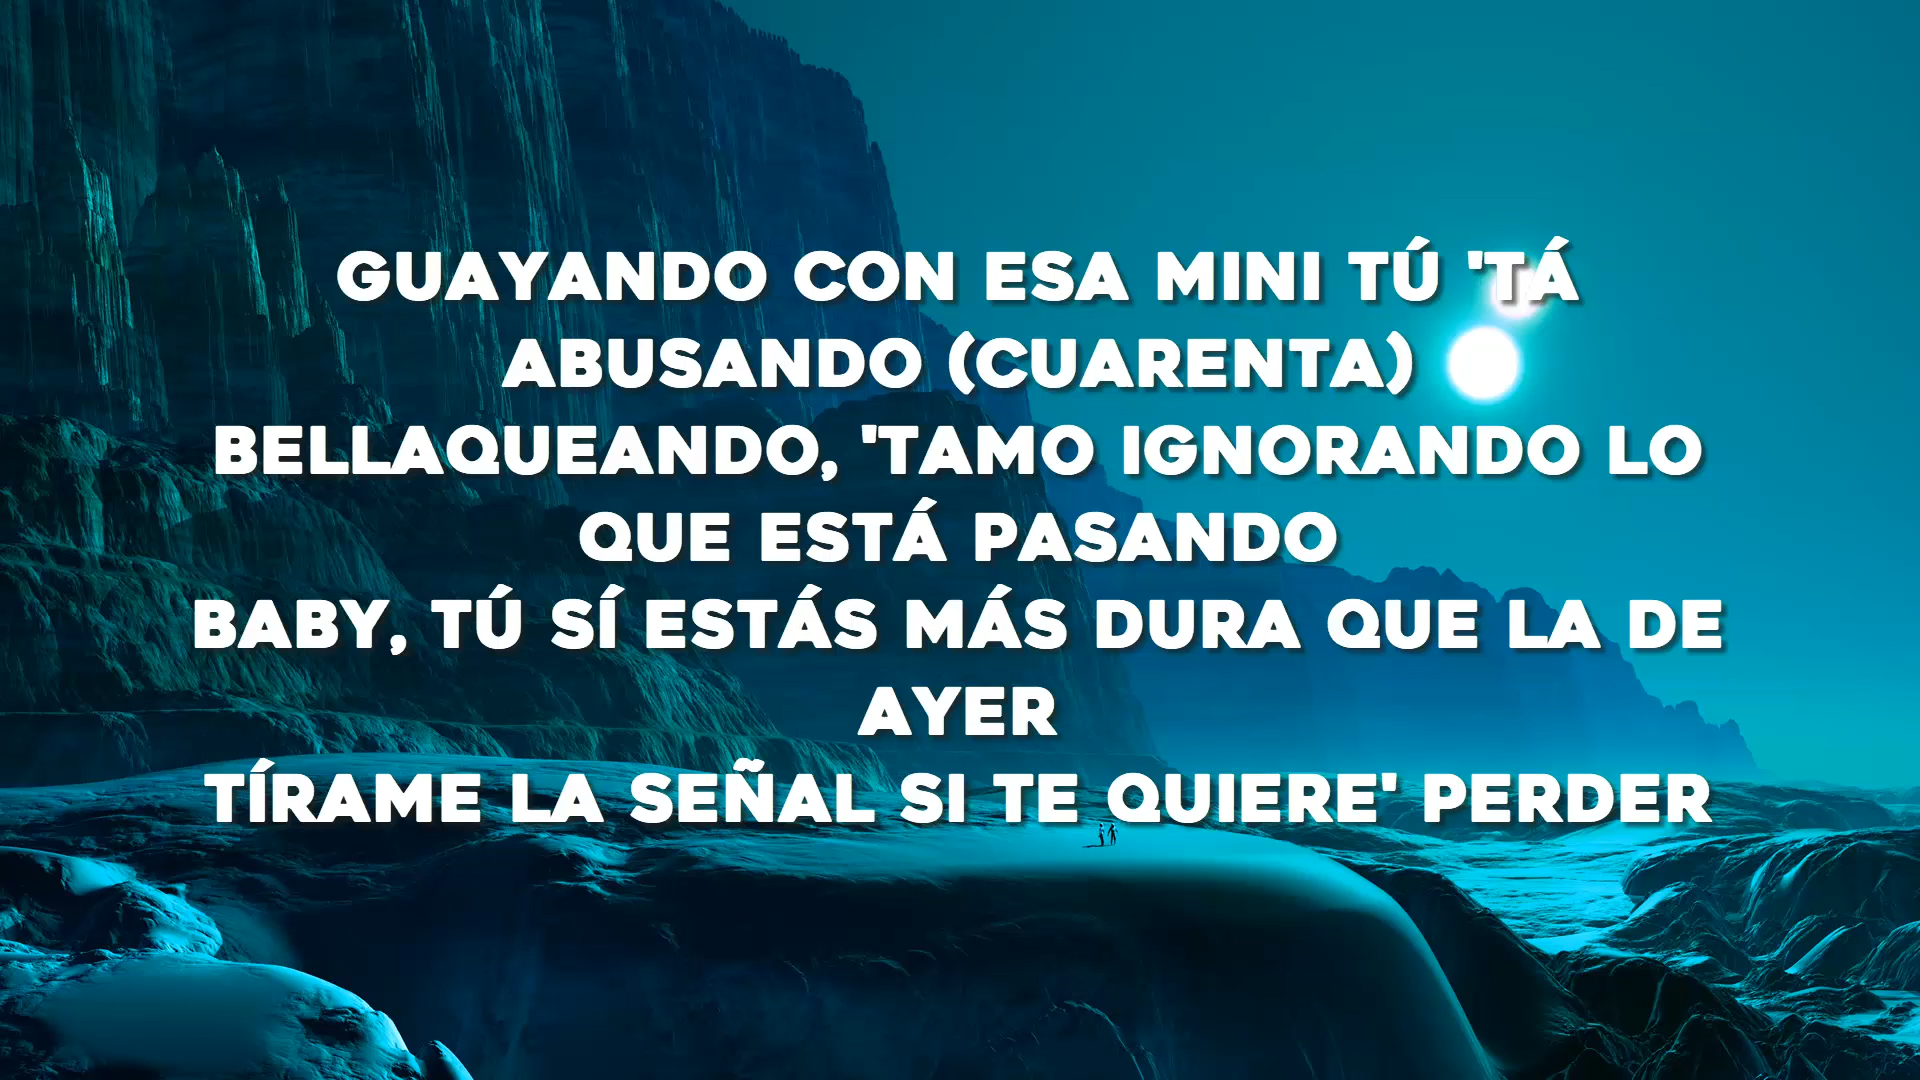 GUAYANDO CON ESA MINI TÚ 'TÁ
ABUSANDO (CUARENTA)
BELLAQUEANDO, 'TAMO IGNORANDO LO
QUE ESTÁ PASANDO
BABY, TÚ SÍ ESTÁS MÁS DURA QUE LA DE
AYER
TÍRAME LA SEÑAL SI TE QUIERE' PERDER